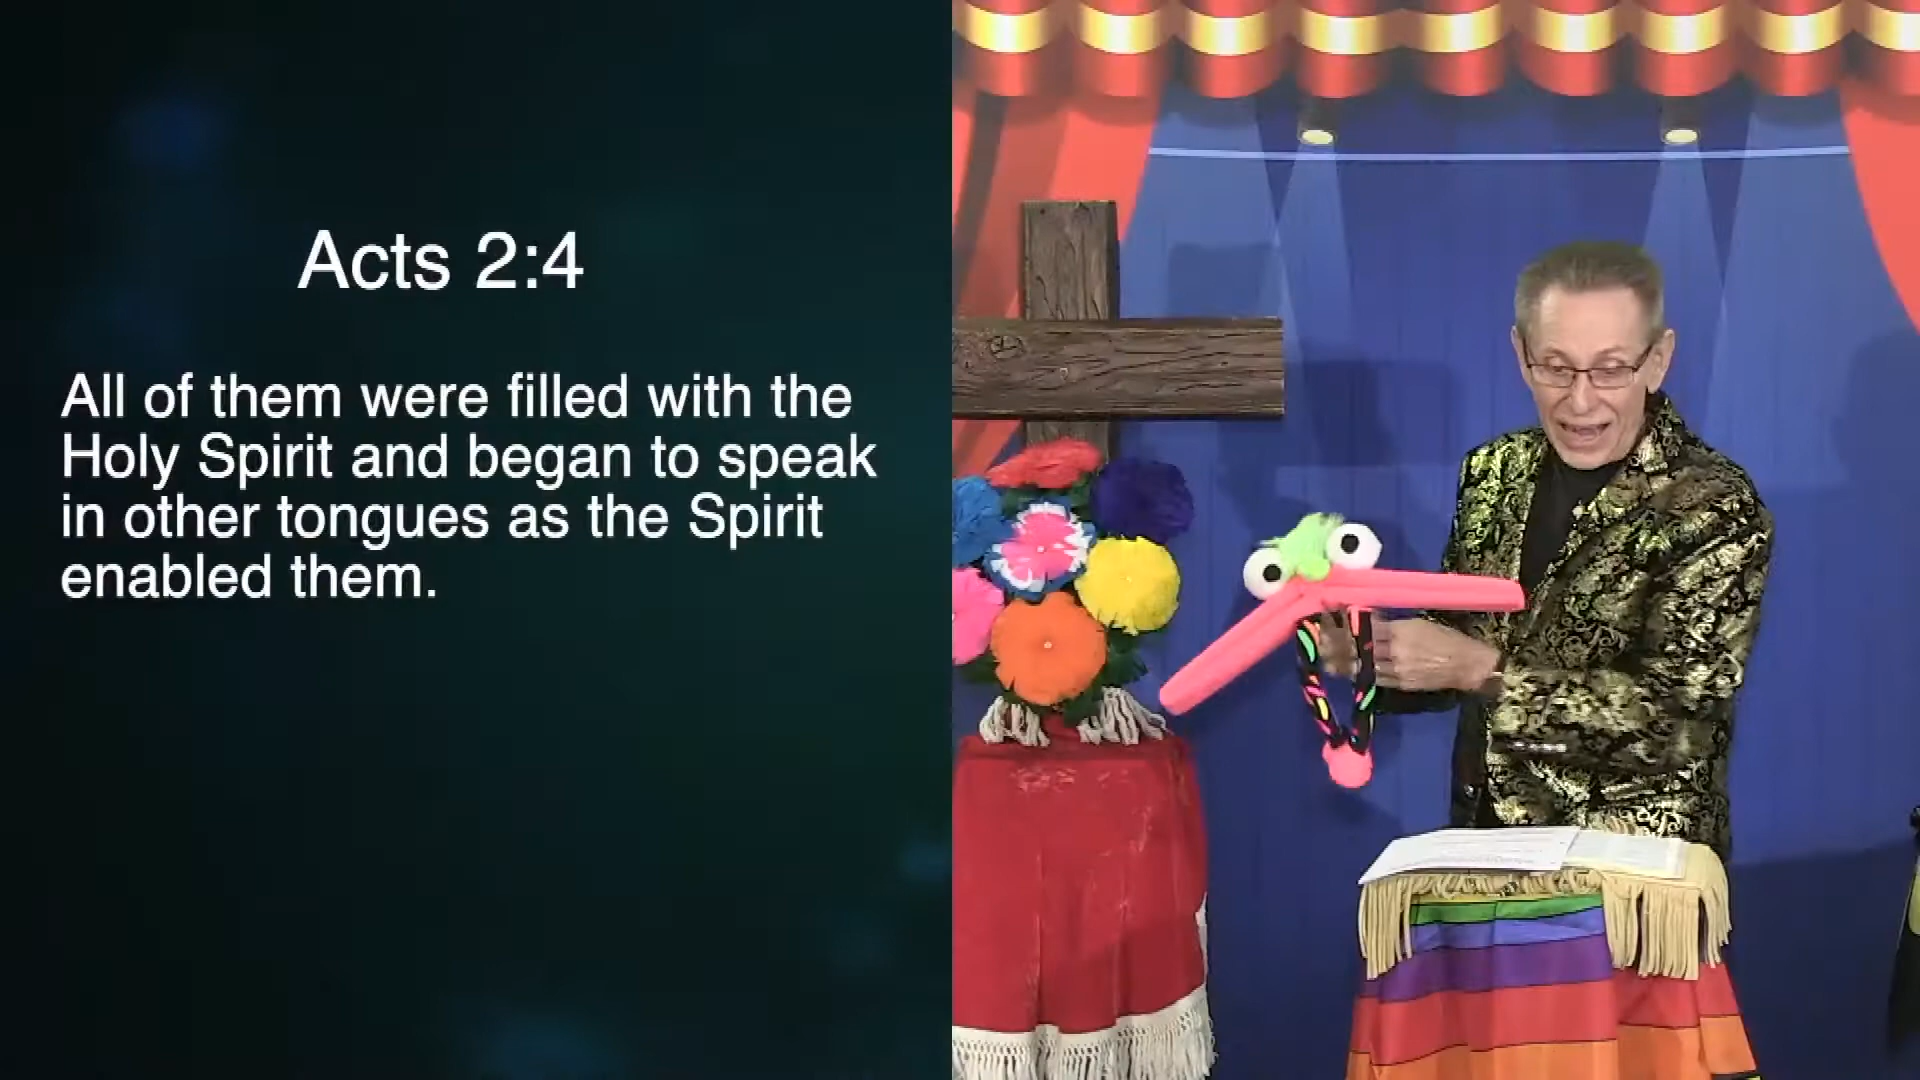 Acts 2:4
All of them were filled with the
Holy Spirit and began to speak
in other tongues as the Spirit
enabled them.